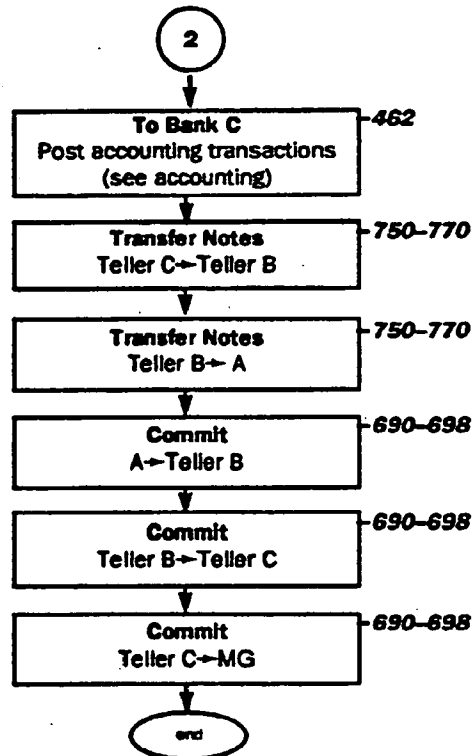 2
To Bank C
462
Post accounting transactions
(see accounting)
Transfer Notes
750–770
Teller C→Teller B
Transfer Notes
750–770
Teller B→ A
Commit
690–698
A→Teller B
Commit
690–698
Teller B→Teller C
Commit
690–698
Teller C→MG
end